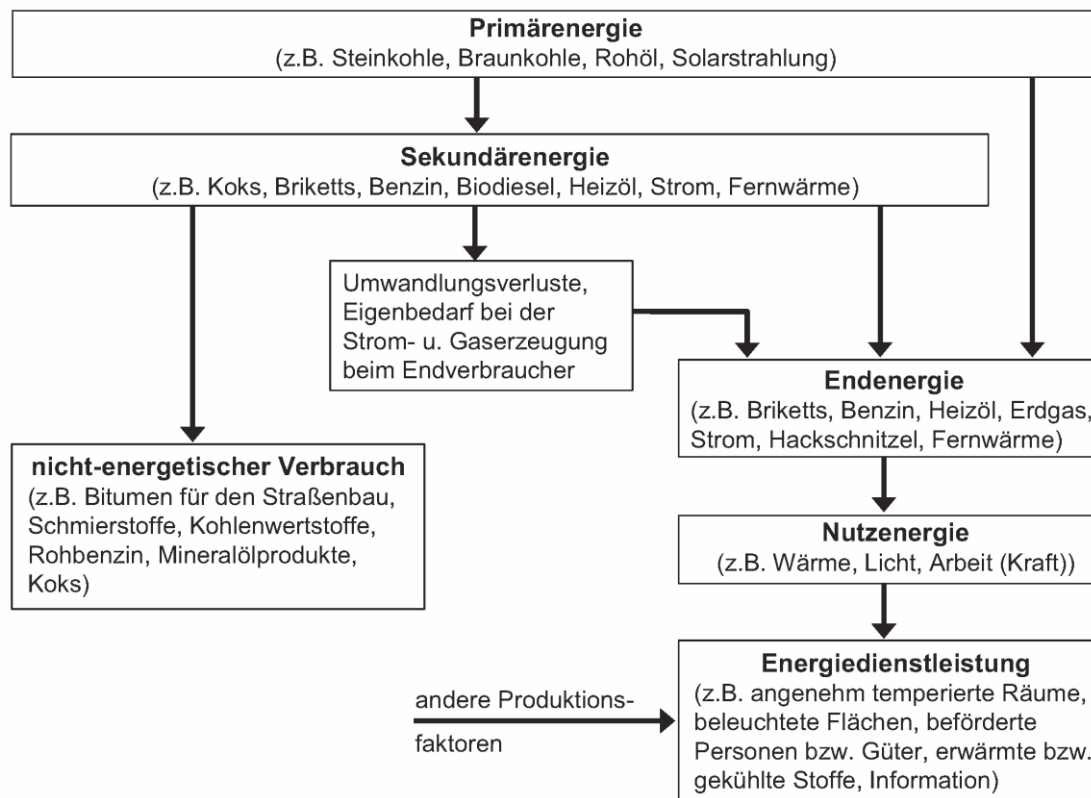 Primärenergie
(z.B. Steinkohle, Braunkohle, Rohöl, Solarstrahlung)
Sekundärenergie
(z.B. Koks, Briketts, Benzin, Biodiesel, Heizöl, Strom, Fernwärme)
Umwandlungsverluste,
Eigenbedarf bei der
Strom- u. Gaserzeugung
beim Endverbraucher
Endenergie
(z.B. Briketts, Benzin, Heizöl, Erdgas,
Strom, Hackschnitzel, Fernwärme)
nicht-energetischer Verbrauch
(z.B. Bitumen für den Straßenbau,
Schmierstoffe, Kohlenwertstoffe,
Rohbenzin, Mineralölprodukte,
Koks)
Nutzenergie
(z.B. Wärme, Licht, Arbeit (Kraft))
andere Produktions-
faktoren
Energiedienstleistung
(z.B. angenehm temperierte Räume,
beleuchtete Flächen, beförderte
Personen bzw. Güter, erwärmte bzw.
gekühlte Stoffe, Information)